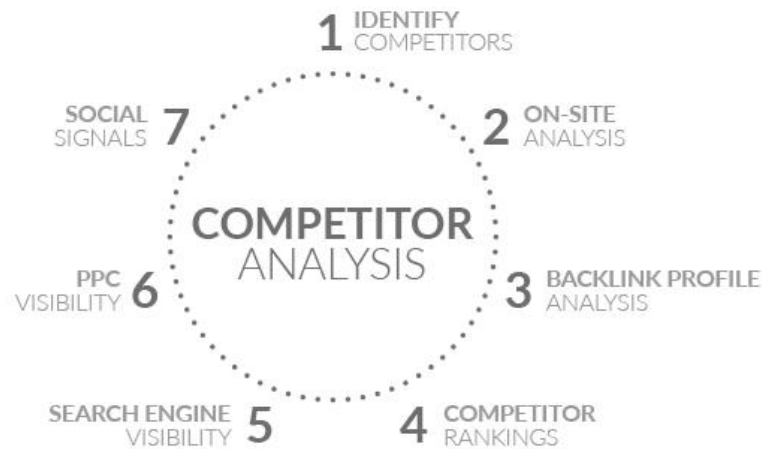 1 IDENTIFY
COMPETITORS
2 ON-SITE
ANALYSIS
3 BACKLINK PROFILE
ANALYSIS
4 COMPETITOR
RANKINGS
SEARCH ENGINE 5
VISIBILITY
PPC 6
VISIBILITY
SOCIAL 7
SIGNALS
COMPETITOR
ANALYSIS